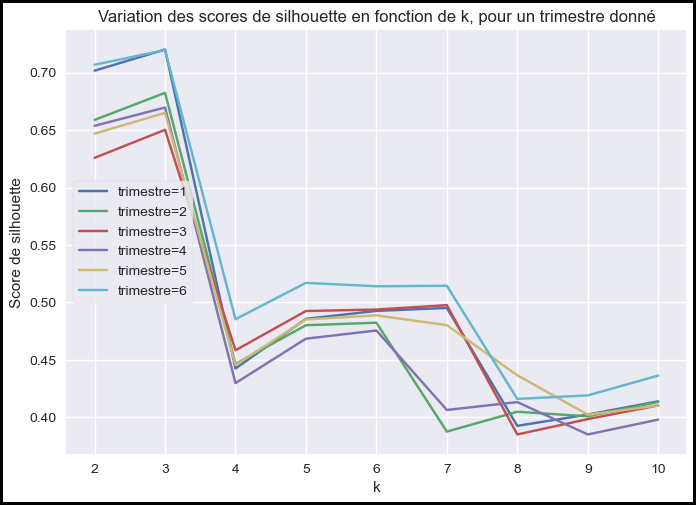 Variation des scores de silhouette en fonction de k, pour un trimestre donné
Score de silhouette
0.70
0.65
0.60
0.55
0.50
0.45
0.40
trimestre=1
trimestre=2
trimestre=3
trimestre=4
trimestre=5
trimestre=6
2 3 4 5 6 7 8 9 10
k